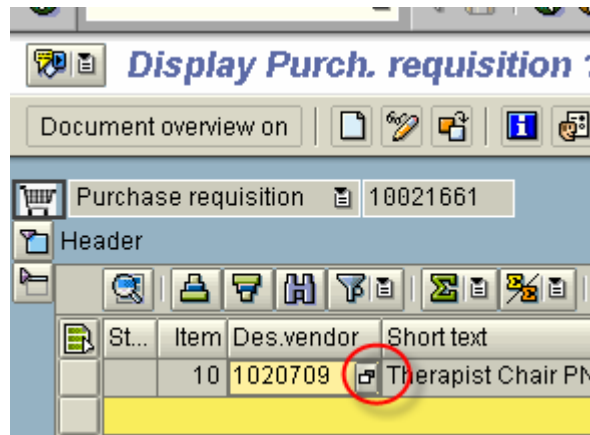 Display Purch. requisition
Document overview on
Purchase requisition 10021661
Header
St... Item Des.vendor Short text
10 1020709 Therapist Chair PN